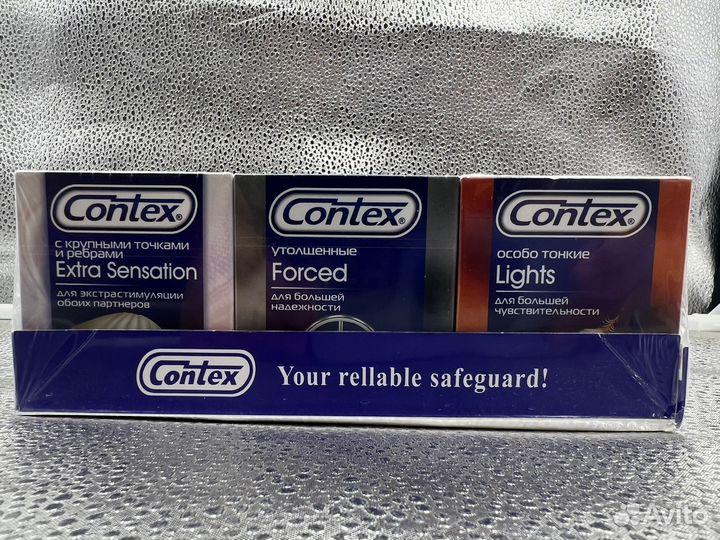 Contex®
с крупными точками
и ребрами
Extra Sensation
для экстрастимуляции
обоих партнеров
Contex®
утолщенные
Forced
для большей
надежности
Contex®
особо тонкие
Lights
для большей
чувствительности
Contex
Your rellable safeguard!
Avito